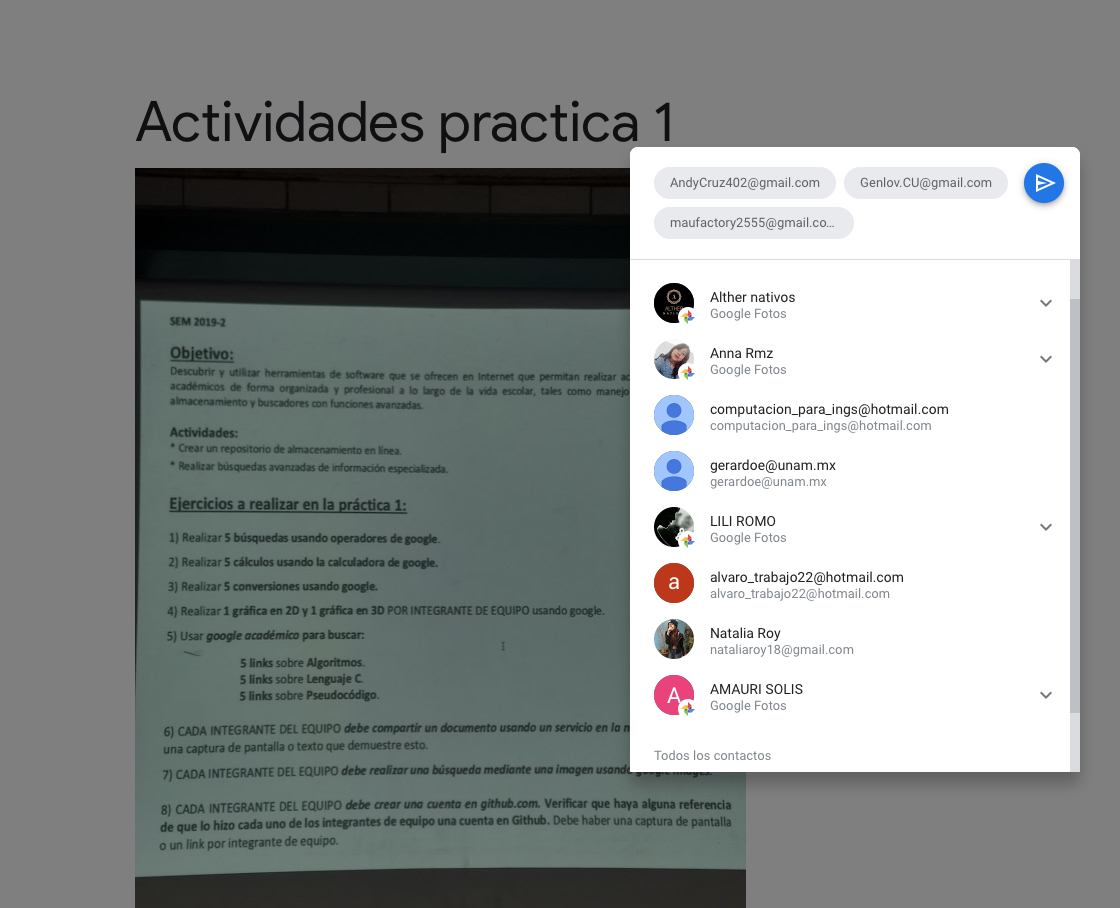 Actividades practica 1
SEM 2019-2
Objetivo:
Descubrir y utilizar herramientas de software que se ofrecen en Internet que permitan realizar
académicos de forma organizada y profesional a lo largo de la vida escolar, tales como manejo
almacenamiento y buscadores con funciones avanzadas.
Actividades:
* Crear un repositorio de almacenamiento en línea.
* Realizar búsquedas avanzadas de información especializada.
Ejercicios a realizar en la práctica 1:
1) Realizar 5 búsquedas usando operadores de google.
2) Realizar 5 cálculos usando la calculadora de google.
3) Realizar 5 conversiones usando google.
4) Realizar 1 gráfica en 2D y 1 gráfica en 3D POR INTEGRANTE DE EQUIPO usando google.
5) Usar google académico para buscar:
5 links sobre Algoritmos.
5 links sobre Lenguaje C.
5 links sobre Pseudocódigo.
6) CADA INTEGRANTE DEL EQUIPO debe compartir un documento usando un servicio en la
una captura de pantalla o texto que demuestre esto.
7) CADA INTEGRANTE DEL EQUIPO debe realizar una búsqueda mediante una imagen usando google images.
8) CADA INTEGRANTE DEL EQUIPO debe crear una cuenta en github.com. Verificar que haya alguna referencia
de que lo hizo cada uno de los integrantes de equipo una cuenta en Github. Debe haber una captura de pantalla
o un link por integrante de equipo.
AndyCruz402@gmail.com
Genlov.CU@gmail.com
maufactory2555@gmail.co...
Alther nativos
Google Fotos
Anna Rmz
Google Fotos
computacion_para_ings@hotmail.com
computacion_para_ings@hotmail.com
gerardoe@unam.mx
gerardoe@unam.mx
LILI ROMO
Google Fotos
a
alvaro_trabajo22@hotmail.com
alvaro_trabajo22@hotmail.com
Natalia Roy
nataliaroy18@gmail.com
A
AMAURI SOLIS
Google Fotos
Todos los contactos